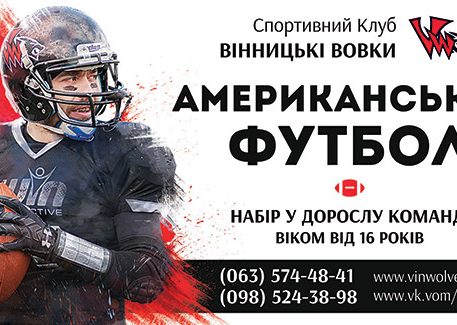 Спортивний Клуб
ВІННИЦЬКІ ВОВКИ
АМЕРИКАНСЬК
ФУТБОЛ
НАБІР У ДОРОСЛУ КОМАНД
ВІКОМ ВІД 16 РОКІВ
(063) 574-48-41 www.vinwolve
(098) 524-38-98 www.vk.com/